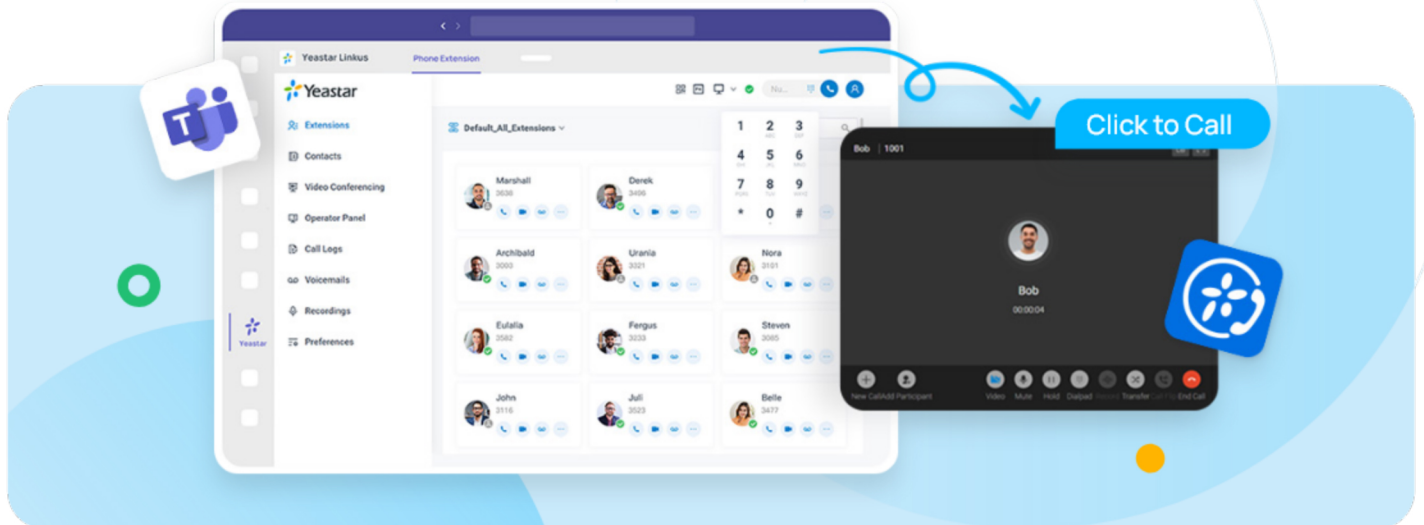 Yeastar Linkus
Phone Extension
Yeastar
Extensions
Contacts
Video Conferencing
Operator Panel
Call Logs
Voicemails
Recordings
Preferences
Yeastar
Nu...
Default_All_Extensions
1 2 3
4 5 6
7 8 9
* 0 #
Marshall
3638
Derek
3496
Archibald
3093
Urania
3321
Nora
3151
Eulalia
3582
Fergus
3233
Steven
3085
John
3116
Juli
3523
Belle
3477
Click to Call
Bob | 1001
Bob
00:00:04
New Call Add Participant
Video Mute Hold Dialpad Transfer End Call
T